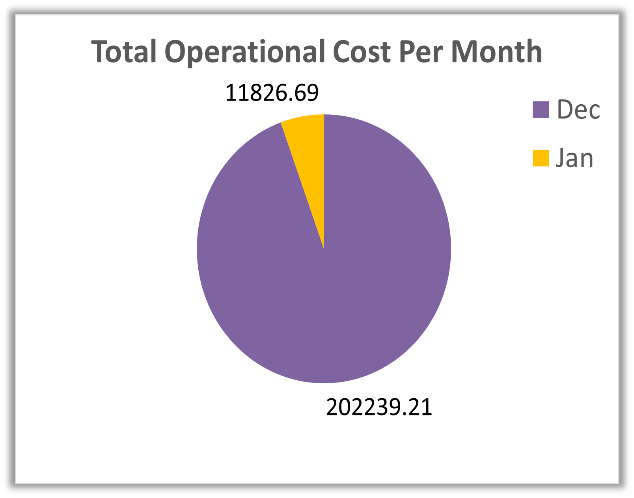 Total Operational Cost Per Month
11826.69
Dec
Jan
202239.21